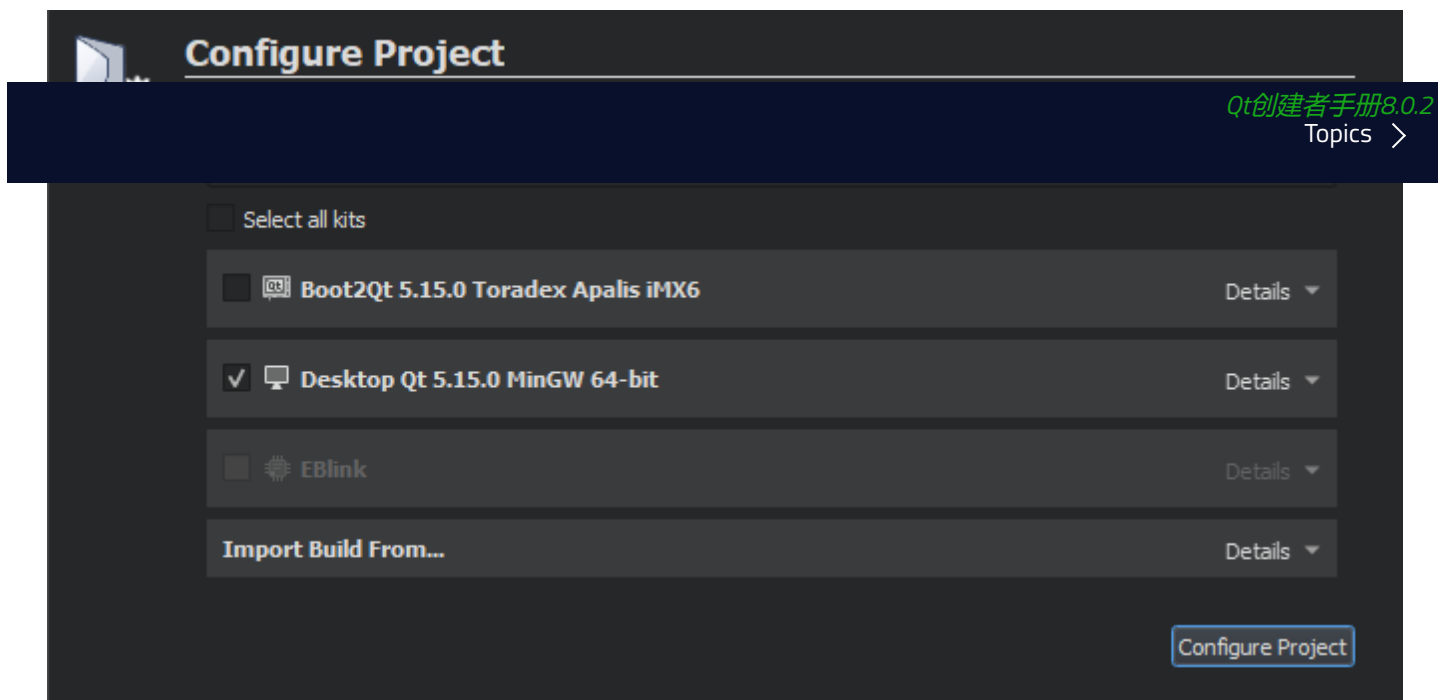 Configure Project
Qt创建者手册8.0.2
Topics
Select all kits
Boot2Qt 5.15.0 Toradex Apalis iMX6
Details
Desktop Qt 5.15.0 MinGW 64-bit
Details
EBlink
Details
Import Build From...
Details
Configure Project